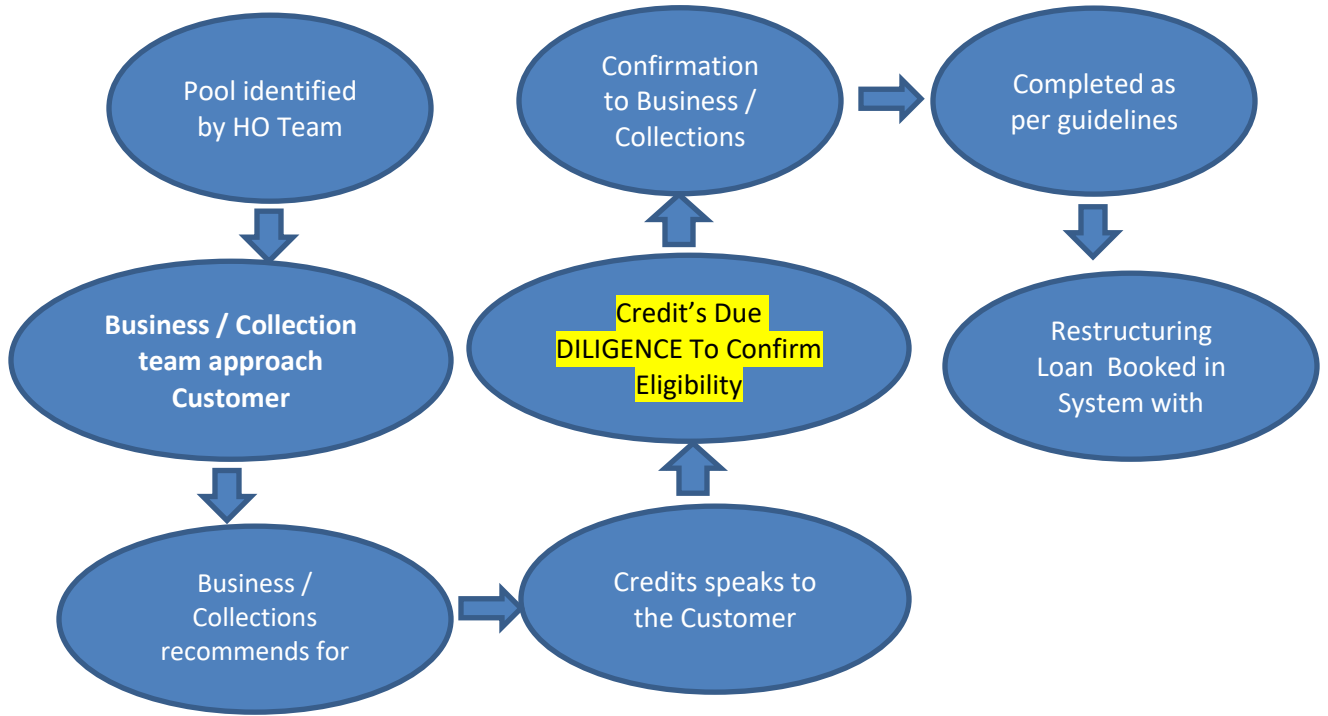 Pool identified
by HO Team
Business / Collection
team approach
Customer
Business /
Collections
recommends for
Credits speaks to
the Customer
Credit’s Due
DILIGENCE To Confirm
Eligibility
Confirmation
to Business /
Collections
Completed as
per guidelines
Restructuring
Loan Booked in
System with